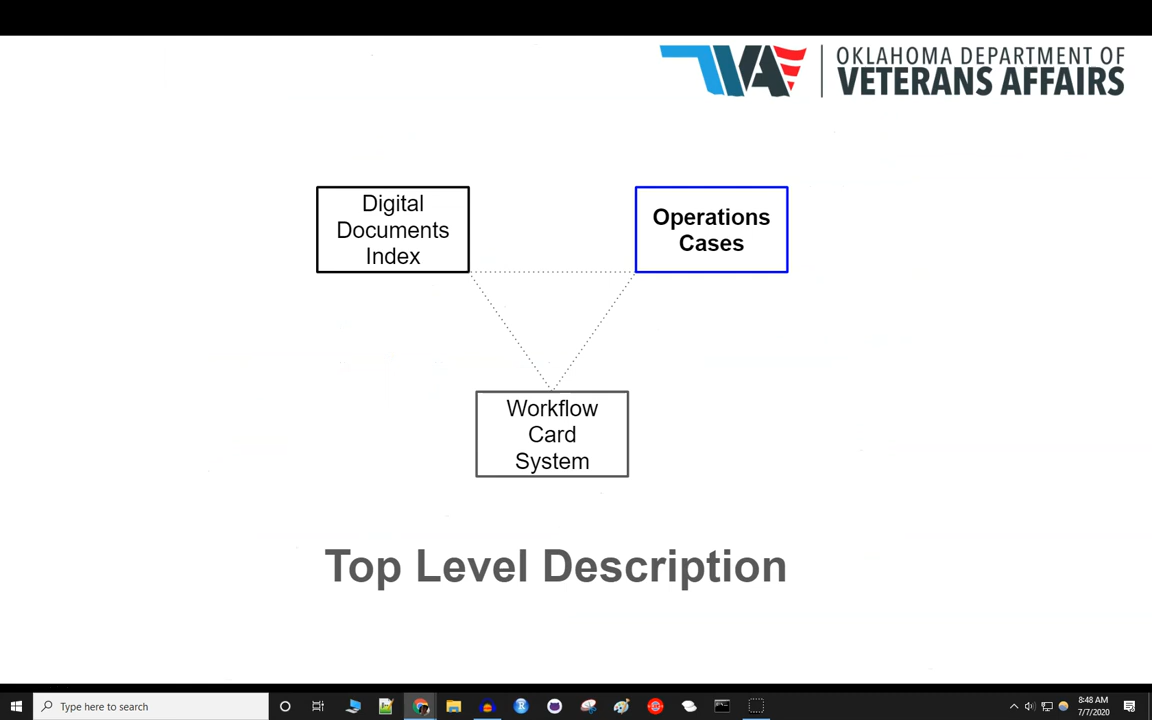 OKLAHOMA DEPARTMENT OF
VETERANS AFFAIRS
Digital
Documents
Index
Operations
Cases
Workflow
Card
System
Top Level Description
Type here to search
8:48 AM
7/7/2020